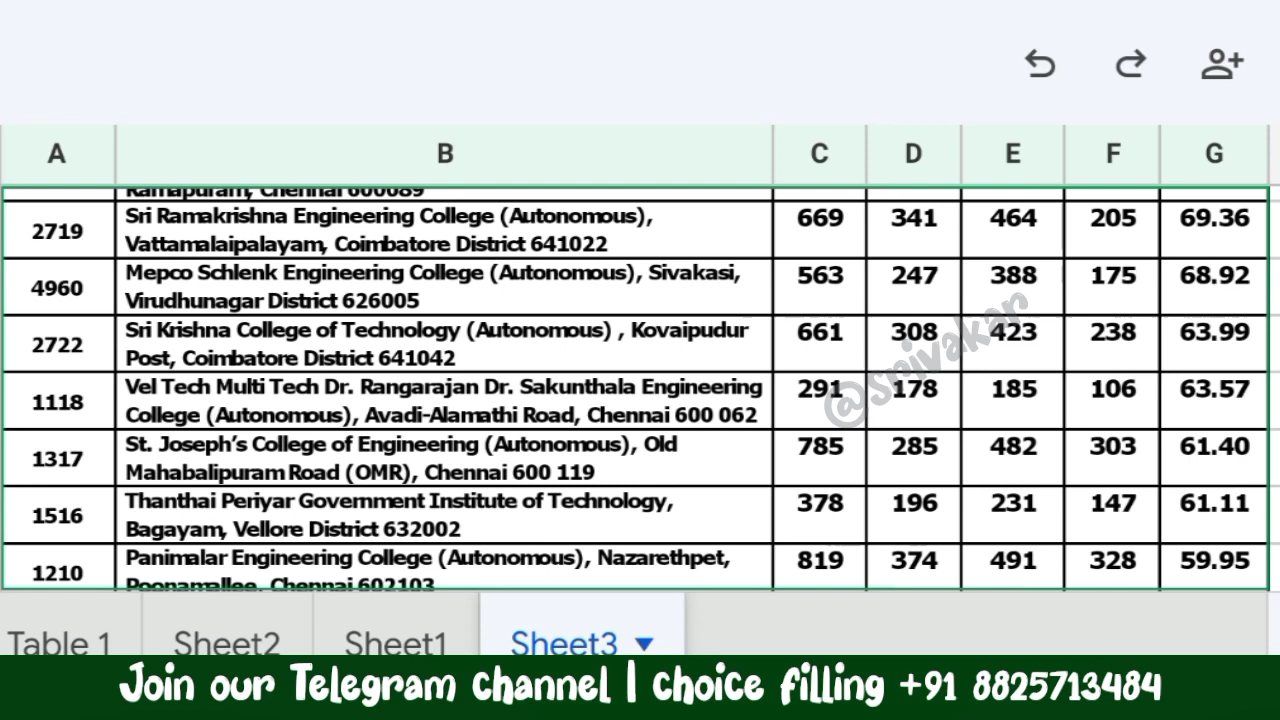 A B C D E F G
Ramapuram, Chennai 600089
2719 Sri Ramakrishna Engineering College (Autonomous), 669 341 464 205 69.36
Vattamalaipalayam, Coimbatore District 641022
4960 Mepco Schlenk Engineering College (Autonomous), Sivakasi, 563 247 388 175 68.92
Virudhunagar District 626005
2722 Sri Krishna College of Technology (Autonomous) , Kovaipudur 661 308 423 238 63.99
Post, Coimbatore District 641042
1118 Vel Tech Multi Tech Dr. Rangarajan Dr. Sakunthala Engineering 291 178 185 106 63.57
College (Autonomous), Avadi-Alamathi Road, Chennai 600 062
1317 St. Joseph’s College of Engineering (Autonomous), Old 785 285 482 303 61.40
Mahabalipuram Road (OMR), Chennai 600 119
1516 Thanthai Periyar Government Institute of Technology, 378 196 231 147 61.11
Bagayam, Vellore District 632002
1210 Panimalar Engineering College (Autonomous), Nazarethpet, 819 374 491 328 59.95
Poonamallee, Chennai 602103
@srivakar
Table 1 Sheet2 Sheet1 Sheet3
Join our Telegram channel | choice filling +91 8825713484